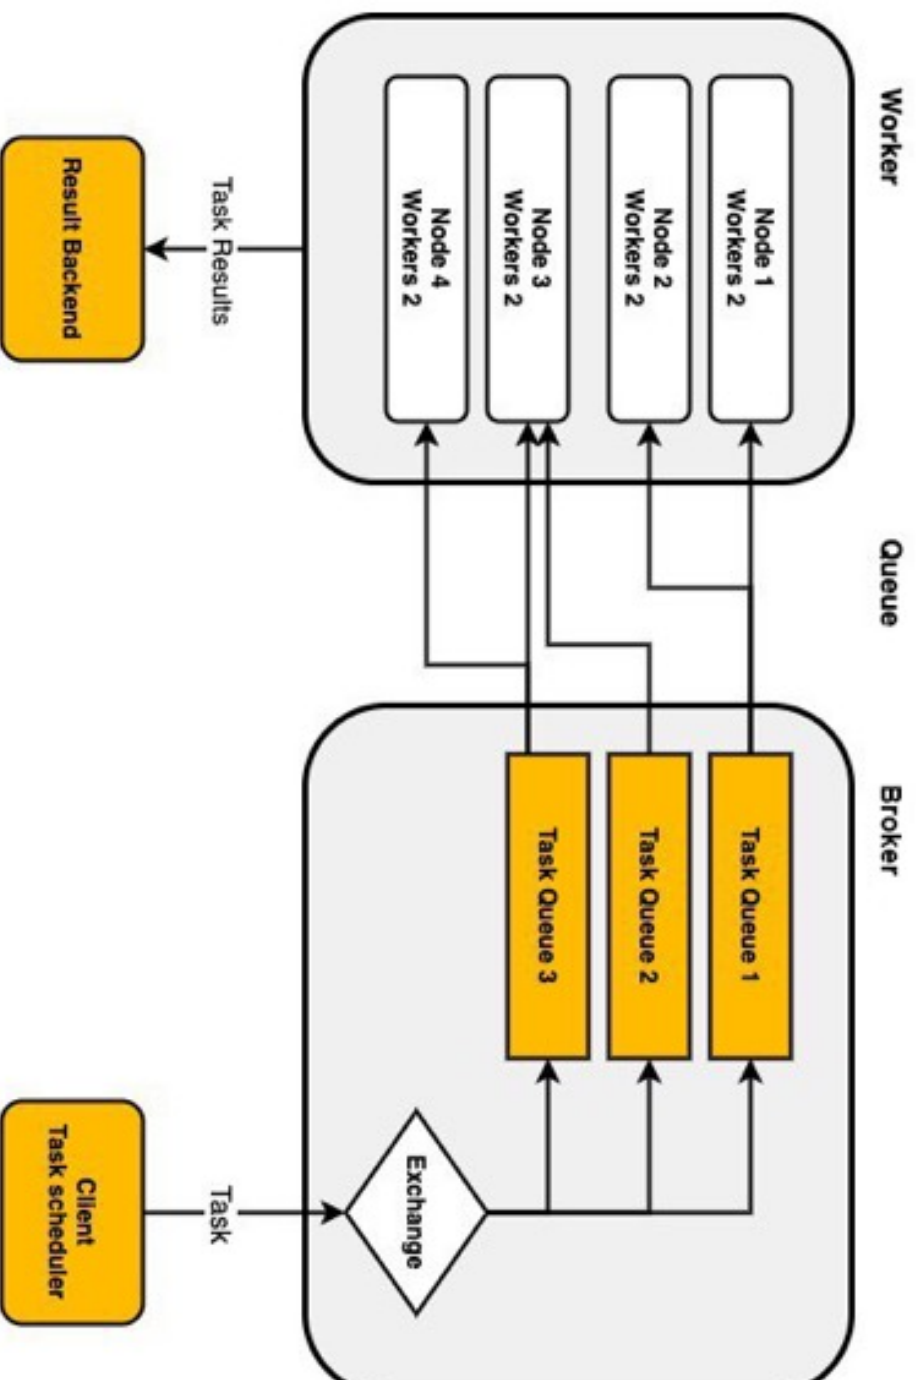 Worker
Queue
Broker
Node 1
Workers 2
Node 2
Workers 2
Node 3
Workers 2
Node 4
Workers 2
Task Queue 1
Task Queue 2
Task Queue 3
Exchange
Task Results
Task
Result Backend
Client
Task scheduler